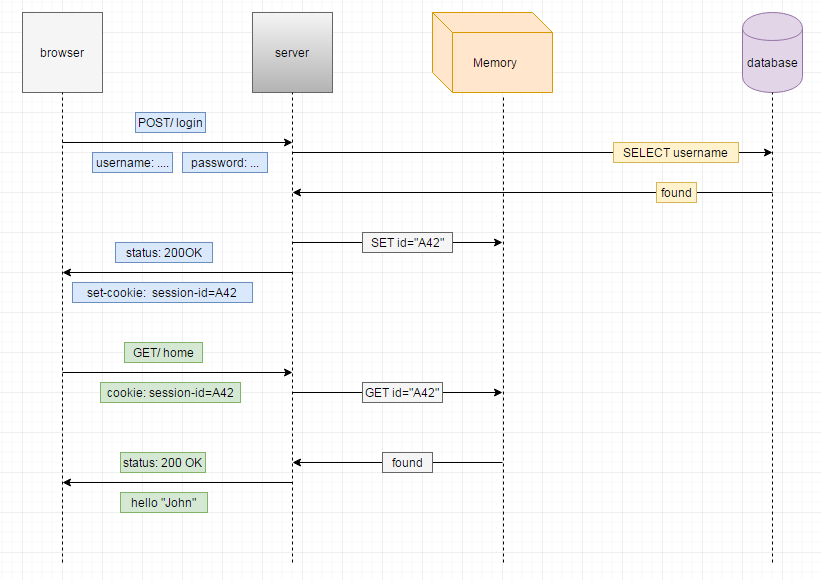 browser
server
Memory
database
POST/ login
username: ....
password: ...
SELECT username
found
SET id="A42"
status: 200OK
set-cookie: session-id=A42
GET/ home
cookie: session-id=A42
GET id="A42"
status: 200 OK
found
hello "John"